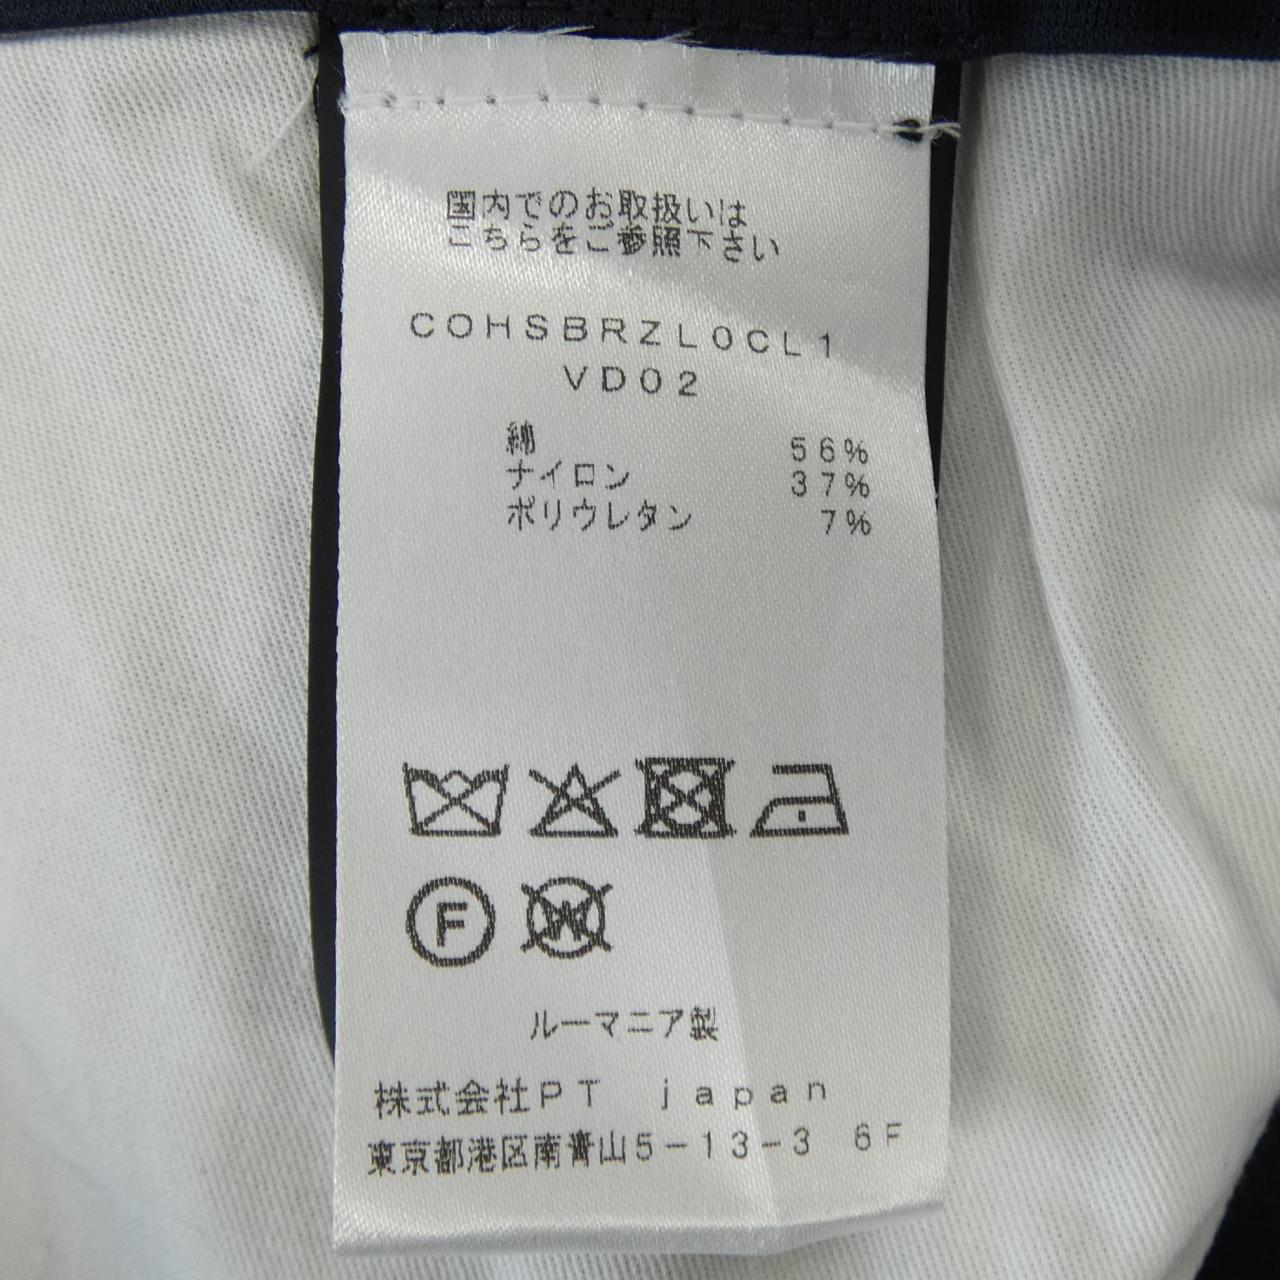 国内でのお取扱いは
こちらをご参照下さい
COHSBRZL0CL1
VD02
綿 56%
ナイロン 37%
ポリウレタン 7%
F
W
ルーマニア製
株式会社PT japan
東京都港区南青山5-13-3 6F